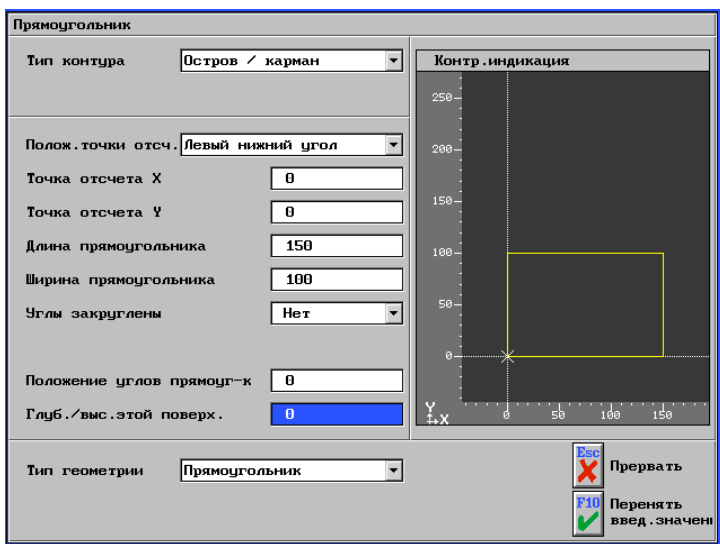 Прямоугольник
Тип контура Остров / карман
Полож.точки отсч. Левый нижний угол
Точка отсчета X 0
Точка отсчета Y 0
Длина прямоугольника 150
Ширина прямоугольника 100
Углы закруглены Нет
Положение углов прямоуг-к 0
Глуб./выс.этой поверх. 0
Тип геометрии Прямоугольник
Контр.индикация
250
200
150
100
50
0
Y
X
0 50 100 150
Esc Прервать
F10 Перенять
введ.значени